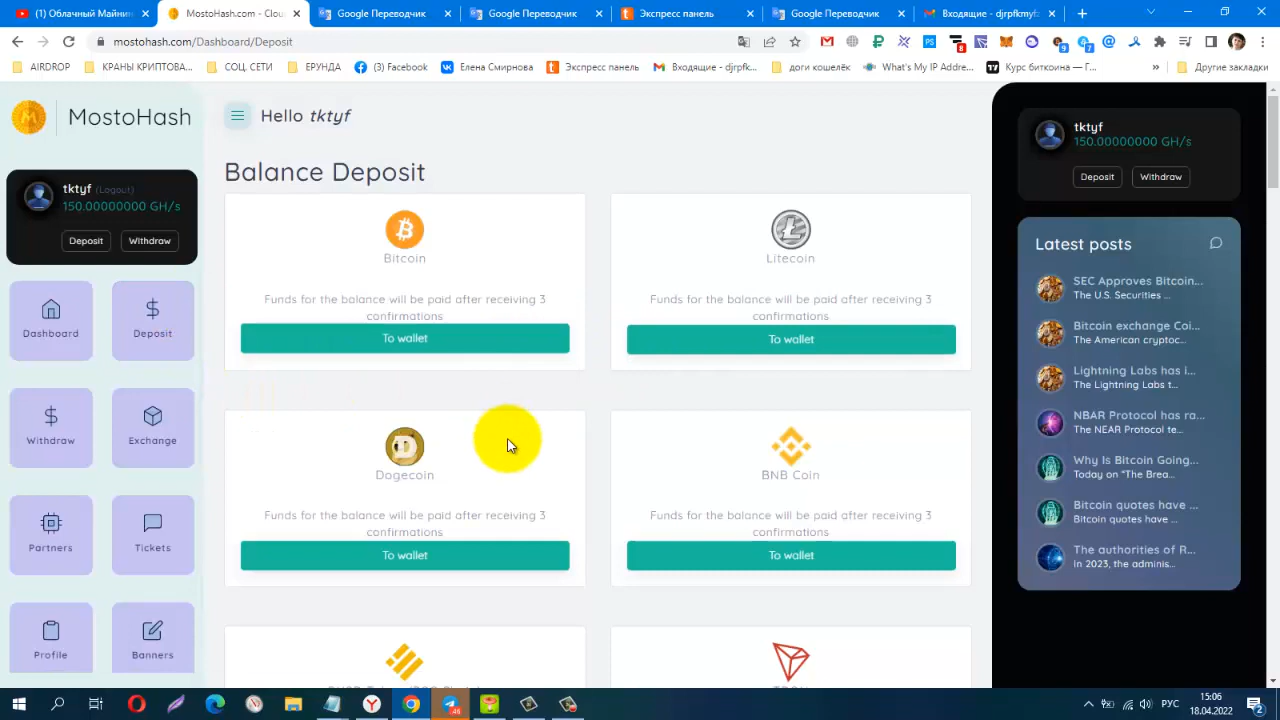 (1) Облачный Майнин
MostoHash.com - Clou
Google Переводчик
Google Переводчик
Экспресс панель
Google Переводчик
Входящие - djrpfkmyf
mostohash.com/Dashboard/Deposit
8
9
7
AIRDROP
КРАНЫ КРИПТОВА...
СОЦ. СЕТИ
ЕРУНДА
(3) Facebook
Елена Смирнова
Экспресс панель
Входящие - djrpfk...
доги кошелёк
What's My IP Addre...
Курс биткоина — Г...
Другие закладки
MostoHash
Hello tktyf
tktyf (Logout)
150.00000000 GH/s
Deposit
Withdraw
Dashboard
Deposit
Withdraw
Exchange
Partners
Tickets
Profile
Banners
Balance Deposit
Bitcoin
Funds for the balance will be paid after receiving 3
confirmations
To wallet
Litecoin
Funds for the balance will be paid after receiving 3
confirmations
To wallet
Dogecoin
Funds for the balance will be paid after receiving 3
confirmations
To wallet
BNB Coin
Funds for the balance will be paid after receiving 3
confirmations
To wallet
tktyf
150.00000000 GH/s
Deposit
Withdraw
Latest posts
SEC Approves Bitcoin...
The U.S. Securities ...
Bitcoin exchange Coi...
The American cryptoc...
Lightning Labs has i...
The Lightning Labs t...
NBAR Protocol has ra...
The NEAR Protocol te...
Why Is Bitcoin Going...
Today on “The Brea...
Bitcoin quotes have ...
Bitcoin quotes have ...
The authorities of R...
In 2023, the adminis...
46
РУС
15:06
18.04.2022
2